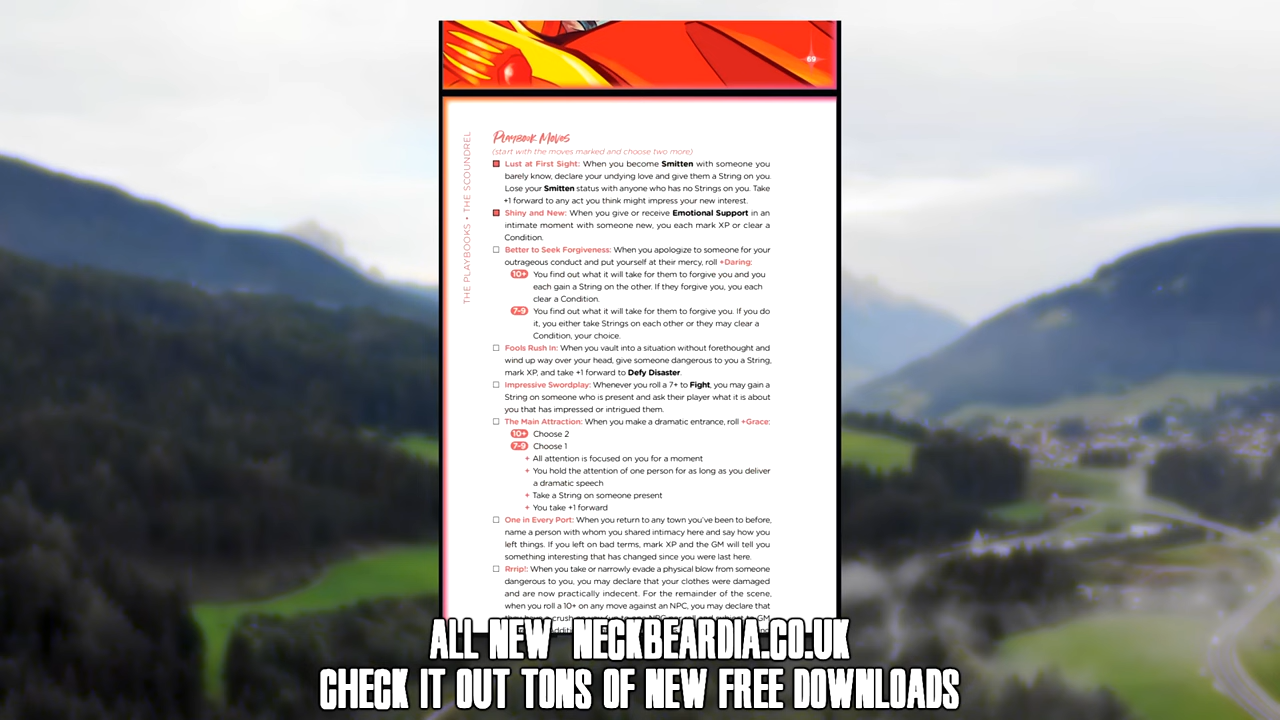 69
THE PLAYBOOKS • THE SCOUNDREL
Playbook Moves
(start with the moves marked and choose two more)
Lust at First Sight: When you become Smitten with someone you
barely know, declare your undying love and give them a String on you.
Lose your Smitten status with anyone who has no Strings on you. Take
+1 forward to any act you think might impress your new interest.
Shiny and New: When you give or receive Emotional Support in an
intimate moment with someone new, you each mark XP or clear a
Condition.
☐ Better to Seek Forgiveness: When you apologize to someone for your
outrageous conduct and put yourself at their mercy, roll +Daring:
10+ You find out what it will take for them to forgive you and you
each gain a String on the other. If they forgive you, you each
clear a Condition.
7-9 You find out what it will take for them to forgive you. If you do
it, you either take Strings on each other or they may clear a
Condition, your choice.
☐ Fools Rush In: When you vault into a situation without forethought and
wind up way over your head, give someone dangerous to you a String,
mark XP, and take +1 forward to Defy Disaster.
☐ Impressive Swordplay: Whenever you roll a 7+ to Fight, you may gain a
String on someone who is present and ask their player what it is about
you that has impressed or intrigued them.
☐ The Main Attraction: When you make a dramatic entrance, roll +Grace:
10+ Choose 2
7-9 Choose 1
+ All attention is focused on you for a moment
+ You hold the attention of one person for as long as you deliver
a dramatic speech
+ Take a String on someone present
+ You take +1 forward
☐ One in Every Port: When you return to any town you've been to before,
name a person with whom you shared intimacy here and say how you
left things. If you left on bad terms, mark XP and the GM will tell you
something interesting that has changed since you were last here.
☐ Rrrip!: When you take or narrowly evade a physical blow from someone
dangerous to you, you may declare that your clothes were damaged
and are now practically indecent. For the remainder of the scene,
when you roll a 10+ on any move against an NPC, you may declare that
ALL NEW NECKBEARDIA.CO.UK
CHECK IT OUT TONS OF NEW FREE DOWNLOADS